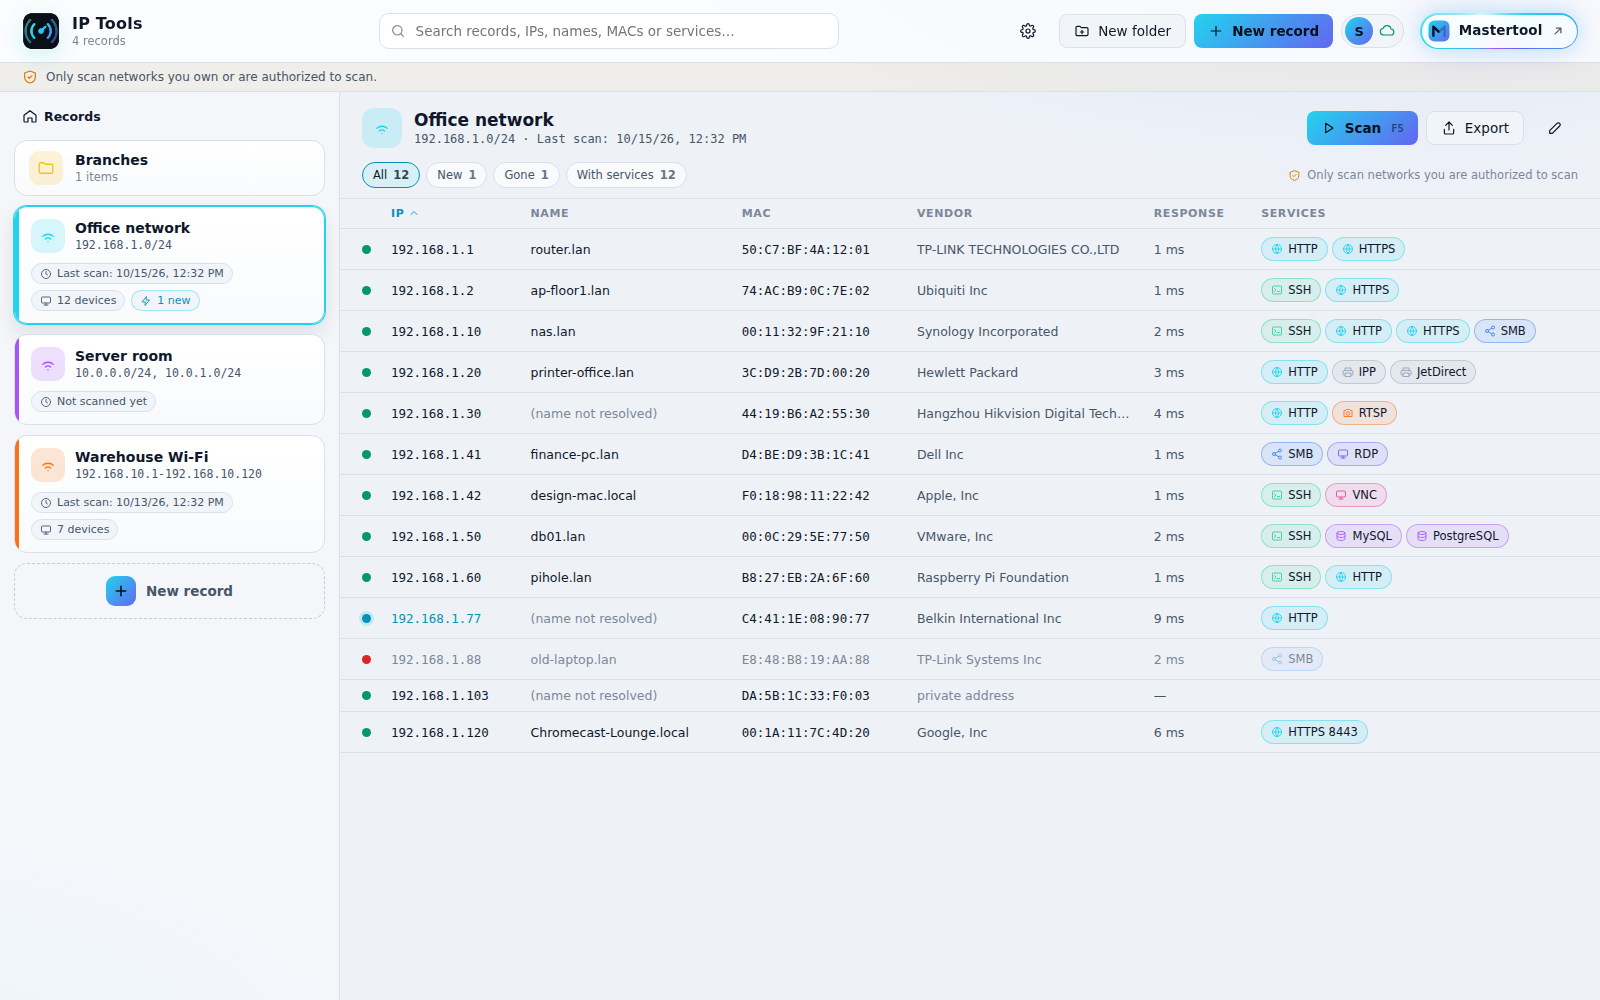 IP Tools
4 records
Search records, IPs, names, MACs or services...
New folder
New record
S
Mastertool
Only scan networks you own or are authorized to scan.
Records
Branches
1 items
Office network
192.168.1.0/24
Last scan: 10/15/26, 12:32 PM
12 devices
1 new
Server room
10.0.0.0/24, 10.0.1.0/24
Not scanned yet
Warehouse Wi-Fi
192.168.10.1-192.168.10.120
Last scan: 10/13/26, 12:32 PM
7 devices
New record
Office network
192.168.1.0/24 · Last scan: 10/15/26, 12:32 PM
Scan F5
Export
All 12
New 1
Gone 1
With services 12
Only scan networks you are authorized to scan
IP NAME MAC VENDOR RESPONSE SERVICES
192.168.1.1 router.lan 50:C7:BF:4A:12:01 TP-LINK TECHNOLOGIES CO.,LTD 1 ms HTTP HTTPS
192.168.1.2 ap-floor1.lan 74:AC:B9:0C:7E:02 Ubiquiti Inc 1 ms SSH HTTPS
192.168.1.10 nas.lan 00:11:32:9F:21:10 Synology Incorporated 2 ms SSH HTTP HTTPS SMB
192.168.1.20 printer-office.lan 3C:D9:2B:7D:00:20 Hewlett Packard 3 ms HTTP IPP JetDirect
192.168.1.30 (name not resolved) 44:19:B6:A2:55:30 Hangzhou Hikvision Digital Tech... 4 ms HTTP RTSP
192.168.1.41 finance-pc.lan D4:BE:D9:3B:1C:41 Dell Inc 1 ms SMB RDP
192.168.1.42 design-mac.local F0:18:98:11:22:42 Apple, Inc 1 ms SSH VNC
192.168.1.50 db01.lan 00:0C:29:5E:77:50 VMware, Inc 2 ms SSH MySQL PostgreSQL
192.168.1.60 pihole.lan B8:27:EB:2A:6F:60 Raspberry Pi Foundation 1 ms SSH HTTP
192.168.1.77 (name not resolved) C4:41:1E:08:90:77 Belkin International Inc 9 ms HTTP
192.168.1.88 old-laptop.lan E8:48:B8:19:AA:88 TP-Link Systems Inc 2 ms SMB
192.168.1.103 (name not resolved) DA:5B:1C:33:F0:03 private address —
192.168.1.120 Chromecast-Lounge.local 00:1A:11:7C:4D:20 Google, Inc 6 ms HTTPS 8443